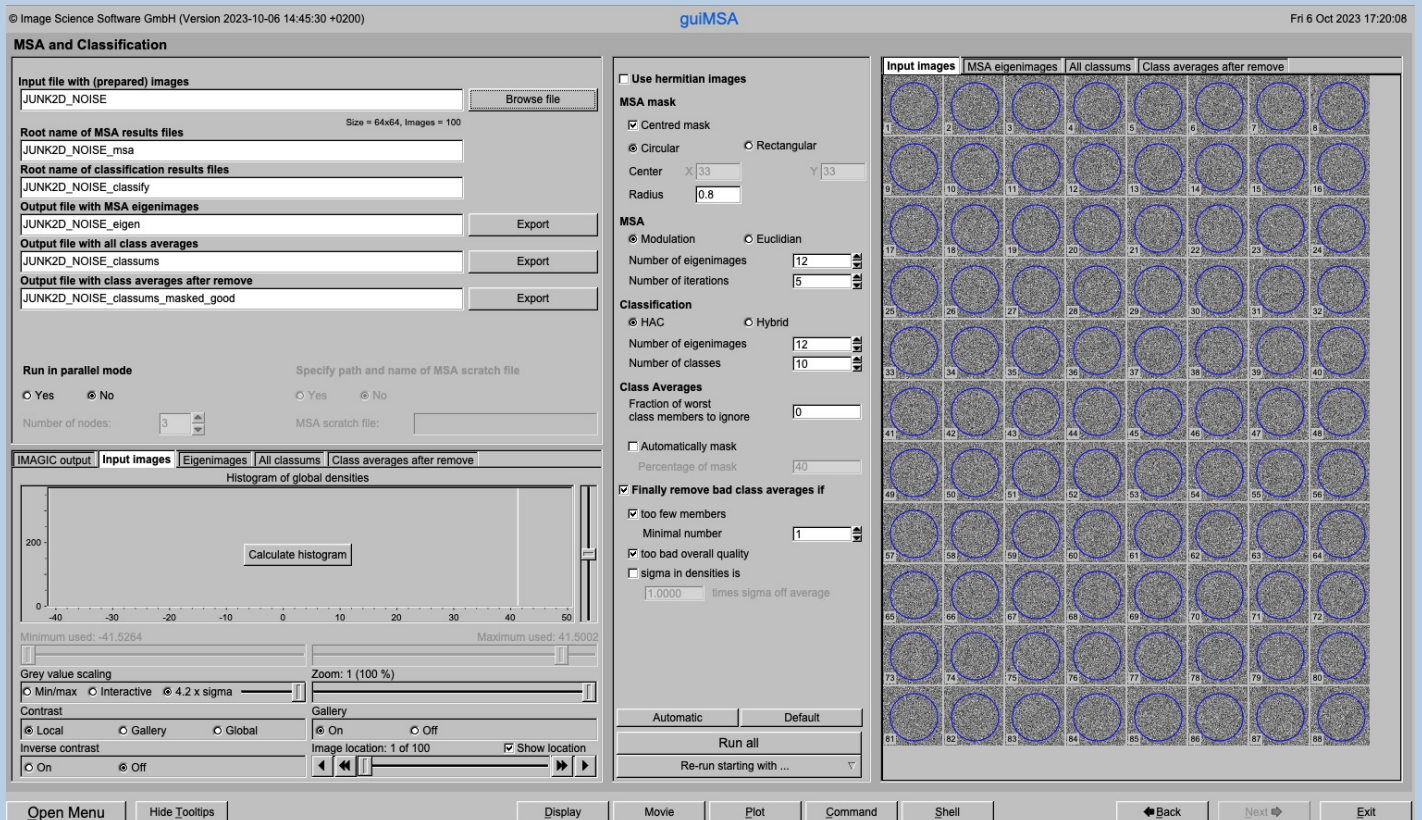 © Image Science Software GmbH (Version 2023-10-06 14:45:30 +0200)
guiMSA
Fri 6 Oct 2023 17:20:08
MSA and Classification
Input file with (prepared) images
JUNK2D_NOISE
Browse file
Size = 64x64, Images = 100
Root name of MSA results files
JUNK2D_NOISE_msa
Root name of classification results files
JUNK2D_NOISE_classify
Output file with MSA eigenimages
JUNK2D_NOISE_eigen
Export
Output file with all class averages
JUNK2D_NOISE_classums
Export
Output file with class averages after remove
JUNK2D_NOISE_classums_masked_good
Export
Run in parallel mode
Specify path and name of MSA scratch file
Yes No
Yes No
Number of nodes: 3
MSA scratch file:
IMAGIC output Input images Eigenimages All classums Class averages after remove
Histogram of global densities
200
Calculate histogram
0
-40 -30 -20 -10 0 10 20 30 40 50
Minimum used: -41.5264
Maximum used: 41.5002
Grey value scaling
Min/max Interactive 4.2 x sigma
Zoom: 1 (100 %)
Contrast
Local Gallery Global
Gallery
On Off
Inverse contrast
On Off
Image location: 1 of 100
Show location
Use hermitian images
MSA mask
Centred mask
Circular Rectangular
Center X 33 Y 33
Radius 0.8
MSA
Modulation Euclidian
Number of eigenimages 12
Number of iterations 5
Classification
HAC Hybrid
Number of eigenimages 12
Number of classes 10
Class Averages
Fraction of worst
class members to ignore 0
Automatically mask
Percentage of mask 40
Finally remove bad class averages if
too few members
Minimal number 1
too bad overall quality
sigma in densities is
1.0000 times sigma off average
Automatic Default
Run all
Re-run starting with ...
Input images MSA eigenimages All classums Class averages after remove
1 2 3 4 5 6 7 8
9 10 11 12 13 14 15 16
17 18 19 20 21 22 23 24
25 26 27 28 29 30 31 32
33 34 35 36 37 38 39 40
41 42 43 44 45 46 47 48
49 50 51 52 53 54 55 56
57 58 59 60 61 62 63 64
65 66 67 68 69 70 71 72
73 74 75 76 77 78 79 80
81 82 83 84 85 86 87 88
Open Menu Hide Tooltips Display Movie Plot Command Shell Back Next Exit